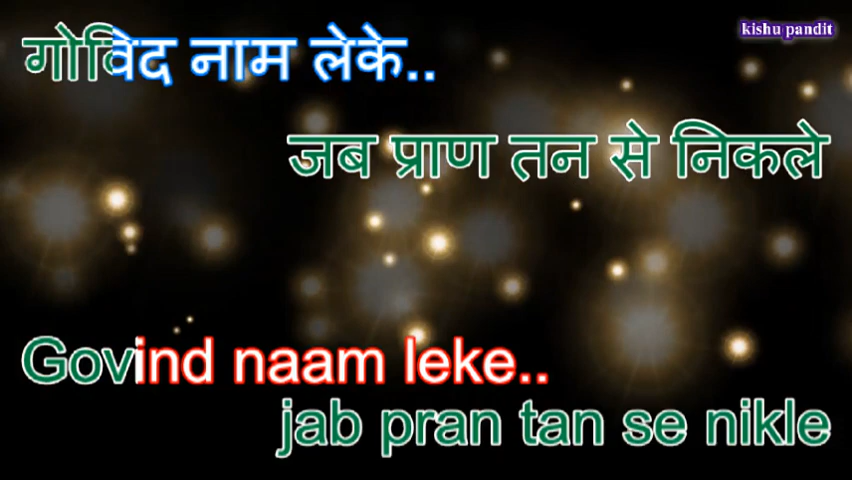 kishu pandit
गोविंद नाम लेके..
जब प्राण तन से निकले
Govind naam leke..
jab pran tan se nikle